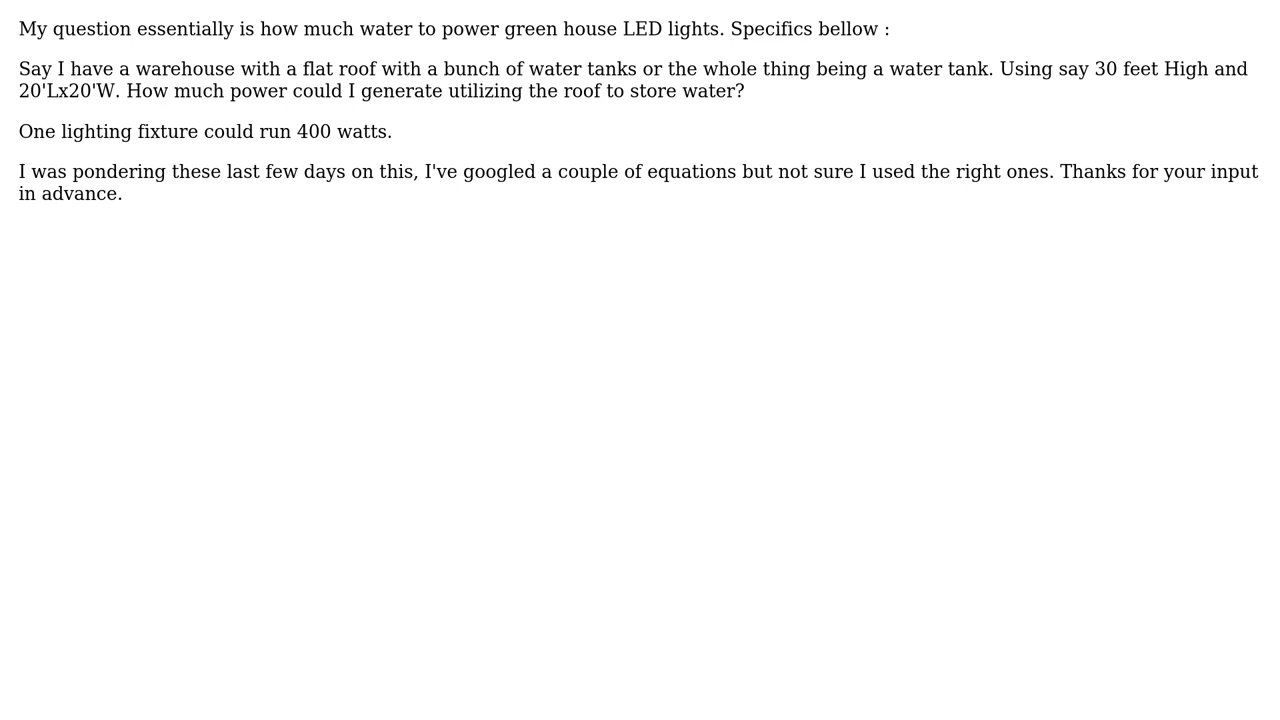 My question essentially is how much water to power green house LED lights. Specifics bellow :
Say I have a warehouse with a flat roof with a bunch of water tanks or the whole thing being a water tank. Using say 30 feet High and
20'Lx20'W. How much power could I generate utilizing the roof to store water?
One lighting fixture could run 400 watts.
I was pondering these last few days on this, I've googled a couple of equations but not sure I used the right ones. Thanks for your input
in advance.